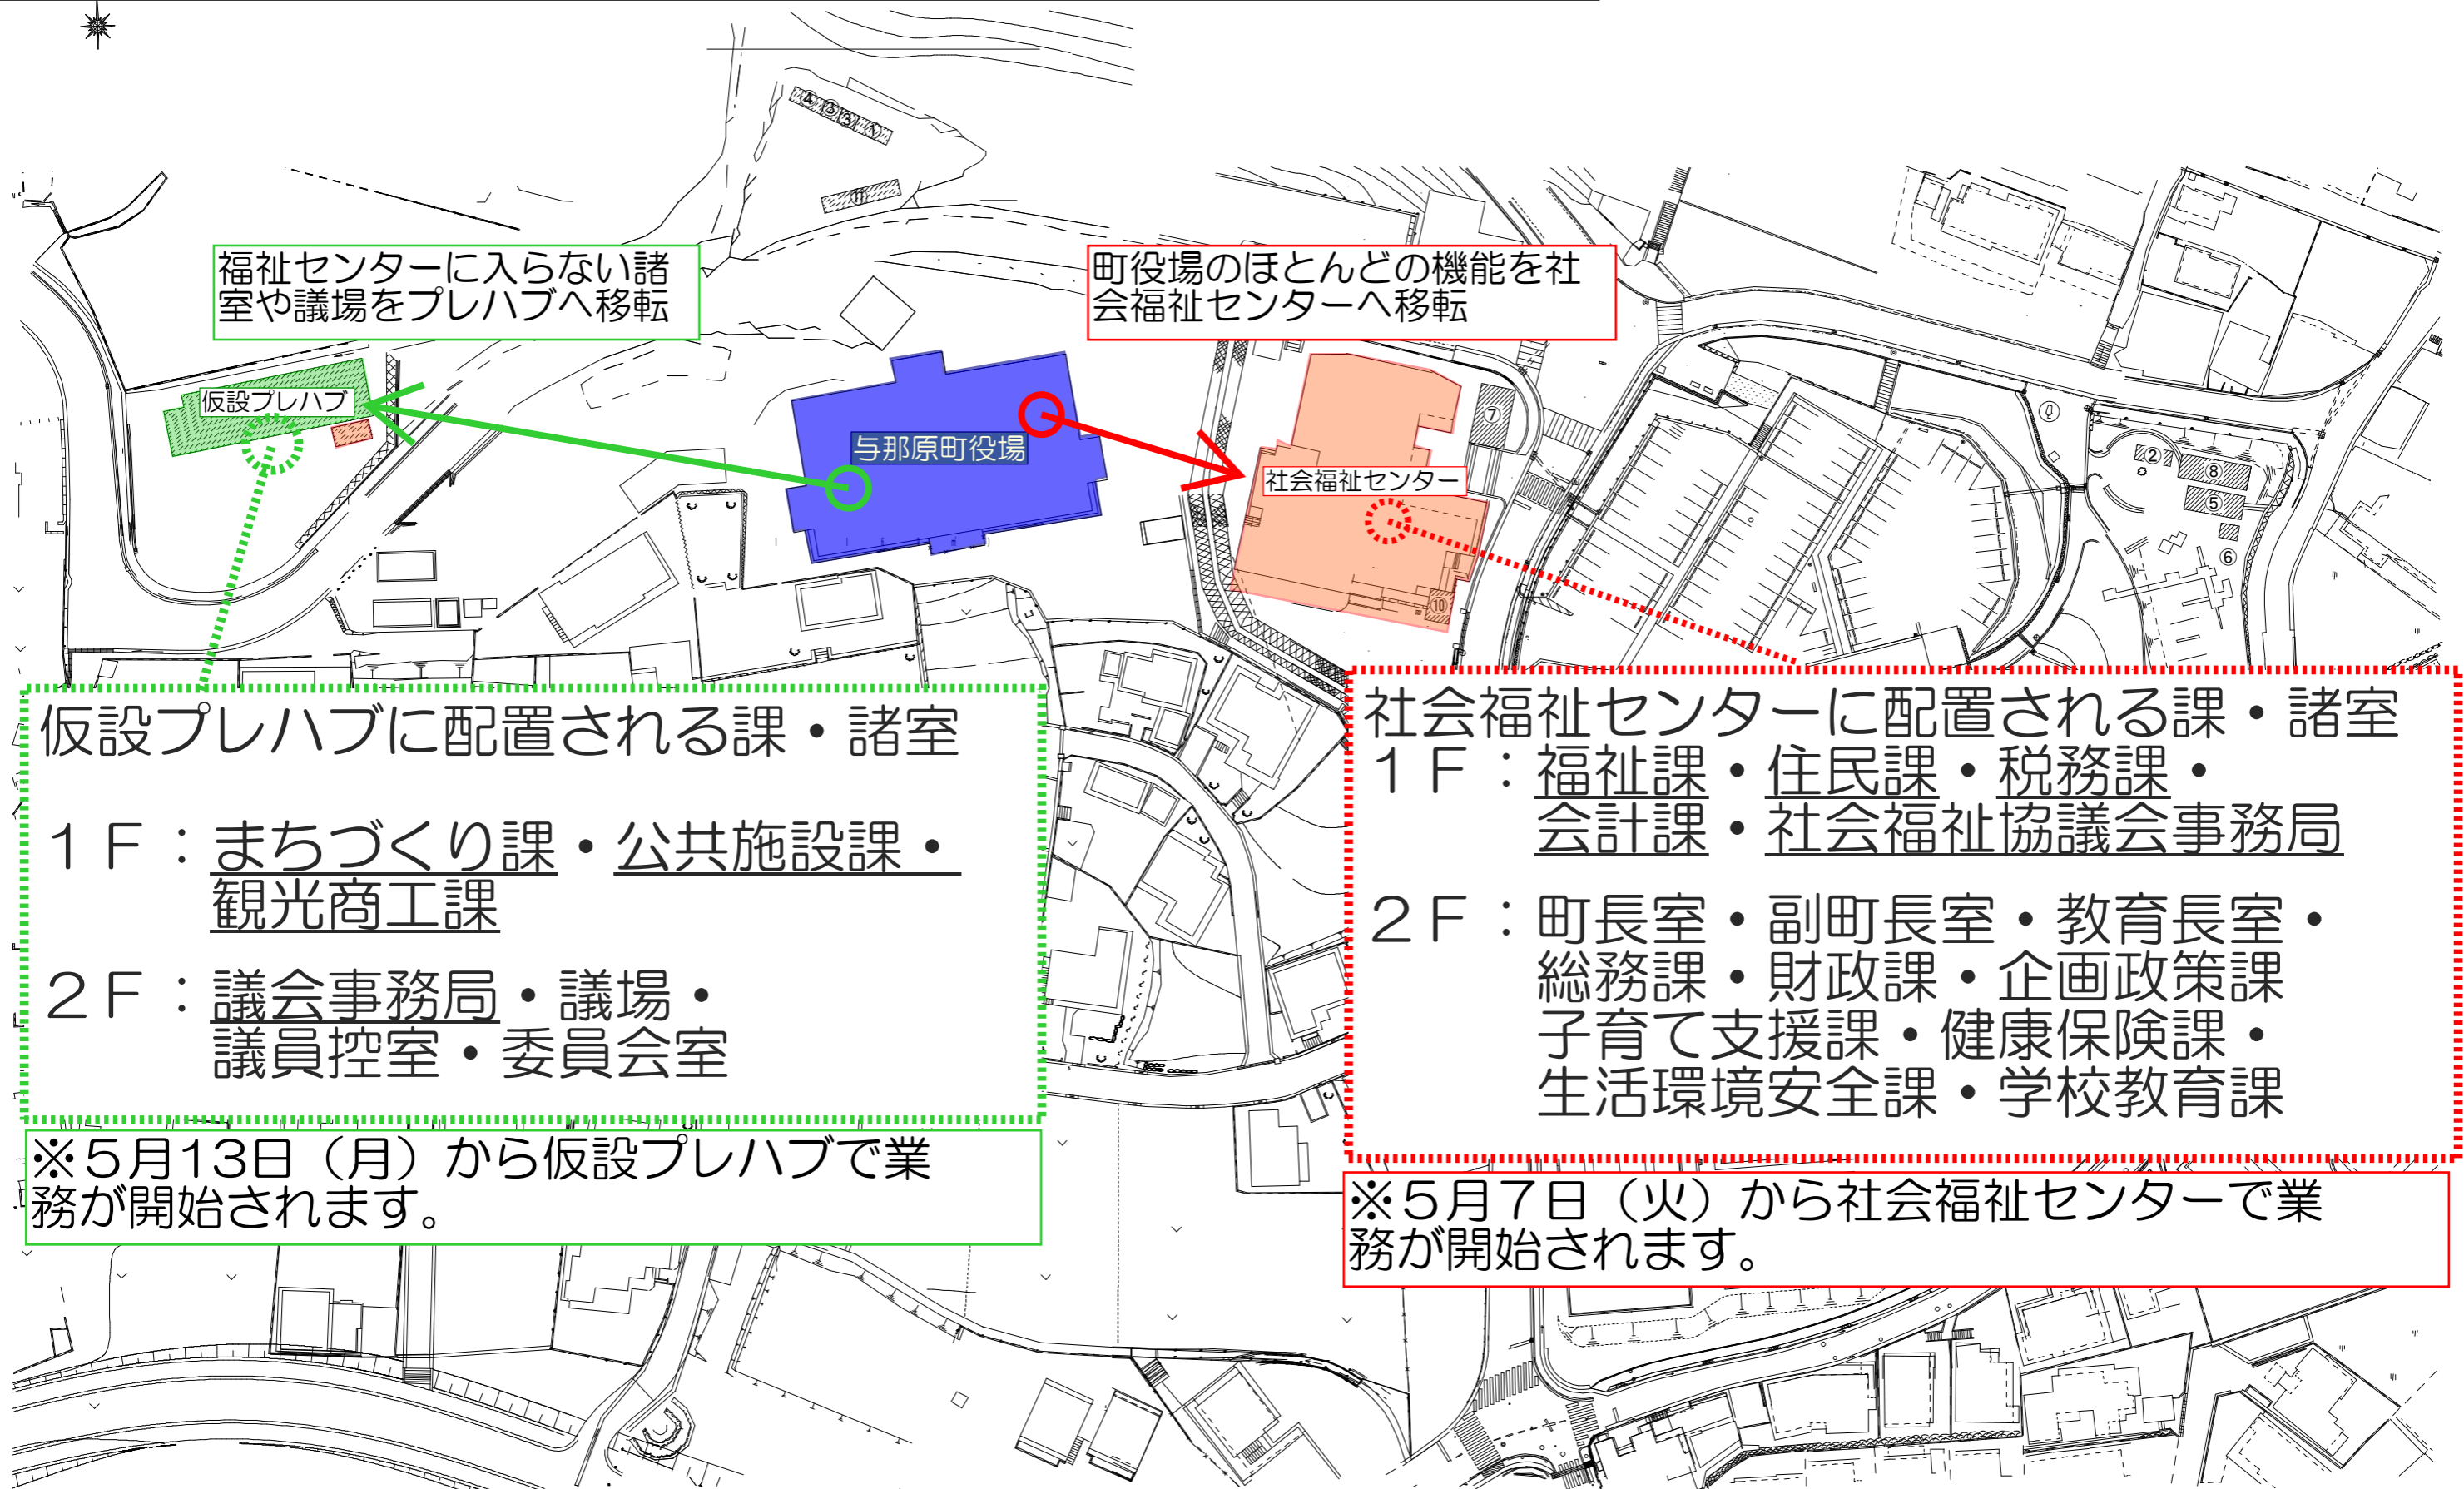 福祉センターに入らない諸
室や議場をプレハブへ移転
町役場のほとんどの機能を社
会福祉センターへ移転
仮設プレハブ
与那原町役場
社会福祉センター
⑦
②
⑧
⑤
⑥
⑩
⑪
仮設プレハブに配置される課・諸室
1F：まちづくり課・公共施設課・
観光商工課
2F：議会事務局・議場・
議員控室・委員会室
※5月13日（月）から仮設プレハブで業
務が開始されます。
社会福祉センターに配置される課・諸室
1F：福祉課・住民課・税務課・
会計課・社会福祉協議会事務局
2F：町長室・副町長室・教育長室・
総務課・財政課・企画政策課
子育て支援課・健康保険課・
生活環境安全課・学校教育課
※5月7日（火）から社会福祉センターで業
務が開始されます。